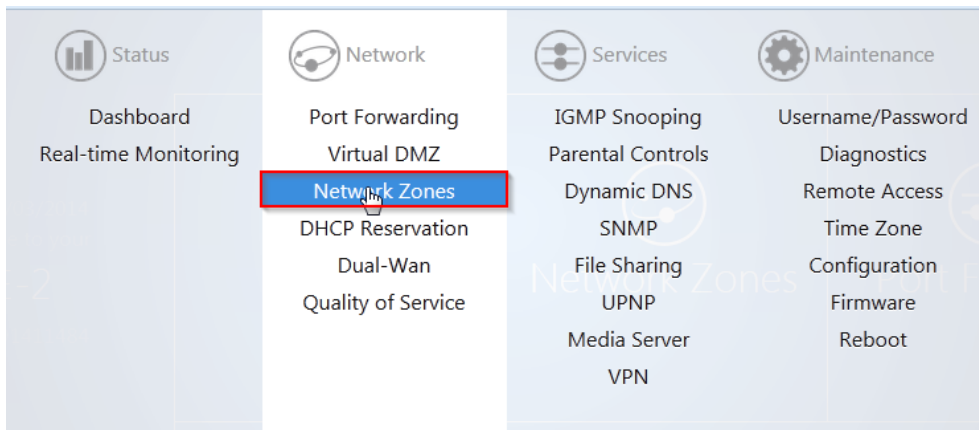 Status
Dashboard
Real-time Monitoring
Network
Port Forwarding
Virtual DMZ
Network Zones
DHCP Reservation
Dual-Wan
Quality of Service
Services
IGMP Snooping
Parental Controls
Dynamic DNS
SNMP
File Sharing
UPNP
Media Server
VPN
Maintenance
Username/Password
Diagnostics
Remote Access
Time Zone
Configuration
Firmware
Reboot
-2
Network Zones
Port F